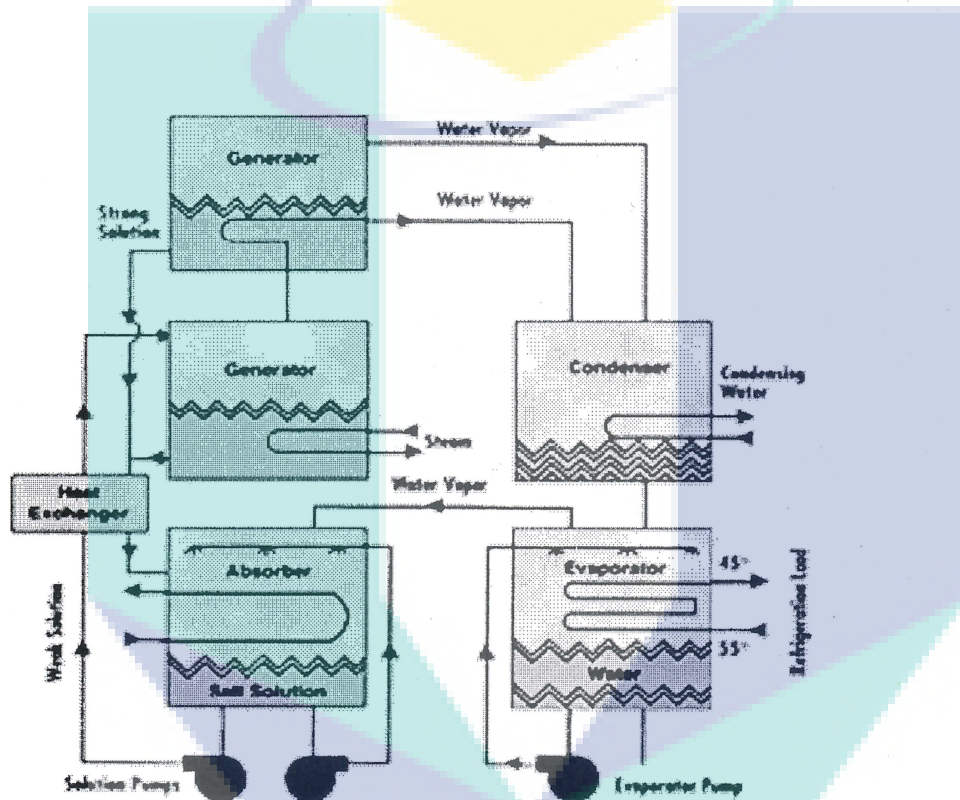 Water Vapor
Generator
Water Vapor
Strong
Solution
Generator
Condenser
Condensing
Water
Steam
Water Vapor
Heat
Exchanger
Absorber
Evaporator
45°
Refrigeration Load
Weak Solution
55°
Water
Salt Solution
Solution Pumps
Evaporator Pump